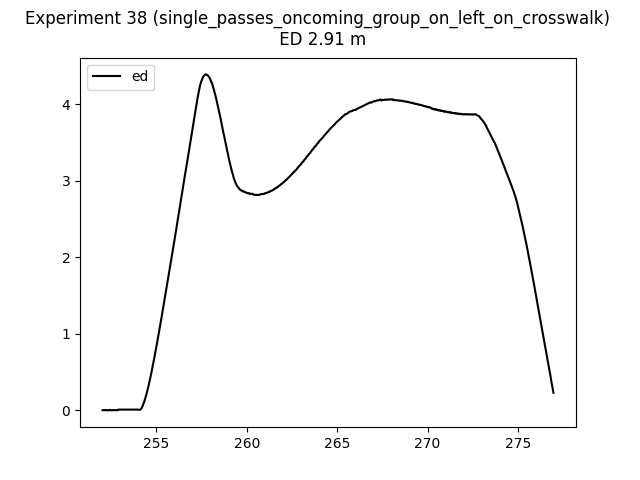 Experiment 38 (single_passes_oncoming_group_on_left_on_crosswalk)
ED 2.91 m
ed
4
3
2
1
0
255 260 265 270 275